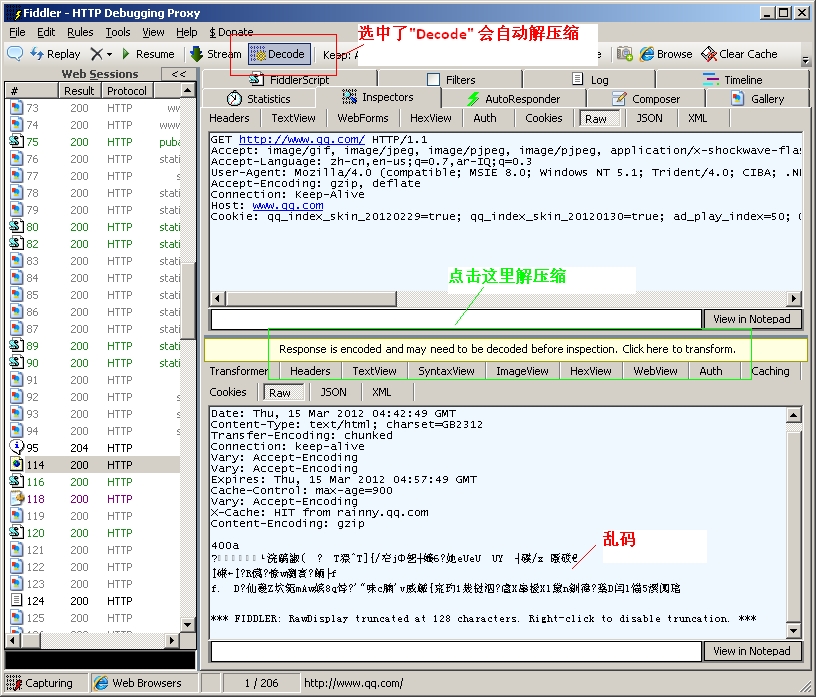 Fiddler - HTTP Debugging Proxy
File Edit Rules Tools View Help $ Donate
选中了"Decode" 会自动解压缩
Replay Resume Stream Decode Keep: Browse Clear Cache
Web Sessions <<
# Result Protocol
73 200 HTTP
74 200 HTTP
75 200 HTTP puba
76 200 HTTP stati
77 200 HTTP
78 200 HTTP stati
79 200 HTTP stati
80 200 HTTP stati
82 200 HTTP stati
83 200 HTTP stati
84 200 HTTP stati
85 200 HTTP stati
86 200 HTTP stati
87 200 HTTP stati
89 200 HTTP stati
90 200 HTTP stati
91 200 HTTP
92 200 HTTP
93 200 HTTP
94 200 HTTP
95 204 HTTP
114 200 HTTP
116 200 HTTP
118 200 HTTP
119 200 HTTP
120 200 HTTP
121 200 HTTP
122 200 HTTP
123 200 HTTP
124 200 HTTP
125 200 HTTP
FiddlerScript Filters Log Timeline
Statistics Inspectors AutoResponder Composer Gallery
Headers TextView WebForms HexView Auth Cookies Raw JSON XML
GET http://www.qq.com/ HTTP/1.1
Accept: image/gif, image/jpeg, image/pjpeg, image/pjpeg, application/x-shockwave-flas
Accept-Language: zh-cn,en-us;q=0.7,ar-IQ;q=0.3
User-Agent: Mozilla/4.0 (compatible; MSIE 8.0; Windows NT 5.1; Trident/4.0; CIBA; .NE
Accept-Encoding: gzip, deflate
Connection: Keep-Alive
Host: www.qq.com
Cookie: qq_index_skin_20120229=true; qq_index_skin_20120130=true; ad_play_index=50;
点击这里解压缩
View in Notepad
Response is encoded and may need to be decoded before inspection. Click here to transform.
Transformer Headers TextView SyntaxView ImageView HexView WebView Auth Caching
Cookies Raw JSON XML
Date: Thu, 15 Mar 2012 04:42:49 GMT
Content-Type: text/html; charset=GB2312
Transfer-Encoding: chunked
Connection: keep-alive
Vary: Accept-Encoding
Vary: Accept-Encoding
Expires: Thu, 15 Mar 2012 04:57:49 GMT
Cache-Control: max-age=900
Vary: Accept-Encoding
X-Cache: HIT from rainny.qq.com
Content-Encoding: gzip
400a
乱码
*** FIDDLER: RawDisplay truncated at 128 characters. Right-click to disable truncation. ***
View in Notepad
Capturing Web Browsers 1 / 206 http://www.qq.com/